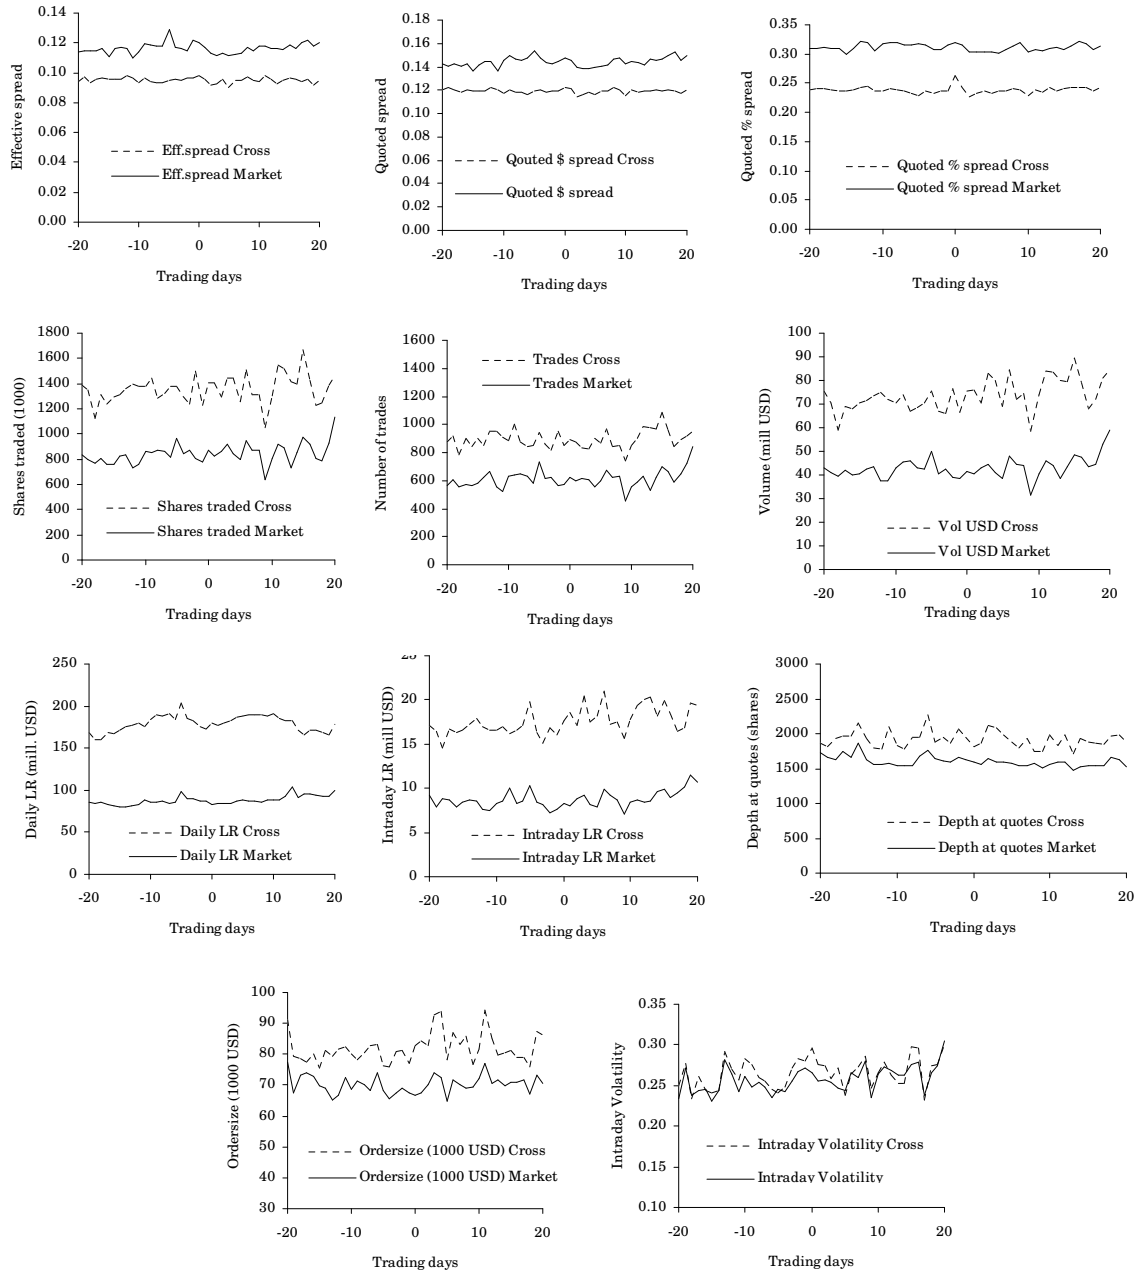 0.14
0.12
0.10
0.08
0.06
0.04
0.02
0.00
Effective spread
Eff.spread Cross
Eff.spread Market
-20 -10 0 10 20
Trading days
0.18
0.16
0.14
0.12
0.10
0.08
0.06
0.04
0.02
0.00
Quoted spread
Qouted $ spread Cross
Quoted $ spread
-20 -10 0 10 20
Trading days
0.35
0.30
0.25
0.20
0.15
0.10
0.05
0.00
Quoted % spread
Quoted % spread Cross
Quoted % spread Market
-20 -10 0 10 20
Trading days
1800
1600
1400
1200
1000
800
600
400
200
0
Shares traded (1000)
Shares traded Cross
Shares traded Market
-20 -10 0 10 20
Trading days
1600
1400
1200
1000
800
600
400
200
0
Number of trades
Trades Cross
Trades Market
-20 -10 0 10 20
Trading days
100
90
80
70
60
50
40
30
20
10
0
Volume (mill USD)
Vol USD Cross
Vol USD Market
-20 -10 0 10 20
Trading days
250
200
150
100
50
0
Daily LR (mill. USD)
Daily LR Cross
Daily LR Market
-20 -10 0 10 20
Trading days
25
20
15
10
5
0
Intraday LR (mill USD)
Intraday LR Cross
Intraday LR Market
-20 -10 0 10 20
Trading days
3000
2500
2000
1500
1000
500
0
Depth at quotes (shares)
Depth at quotes Cross
Depth at quotes Market
-20 -10 0 10 20
Trading days
100
90
80
70
60
50
40
30
Ordersize (1000 USD)
Ordersize (1000 USD) Cross
Ordersize (1000 USD) Market
-20 -10 0 10 20
Trading days
0.35
0.30
0.25
0.20
0.15
0.10
Intraday Volatility
Intraday Volatility Cross
Intraday Volatility
-20 -10 0 10 20
Trading days